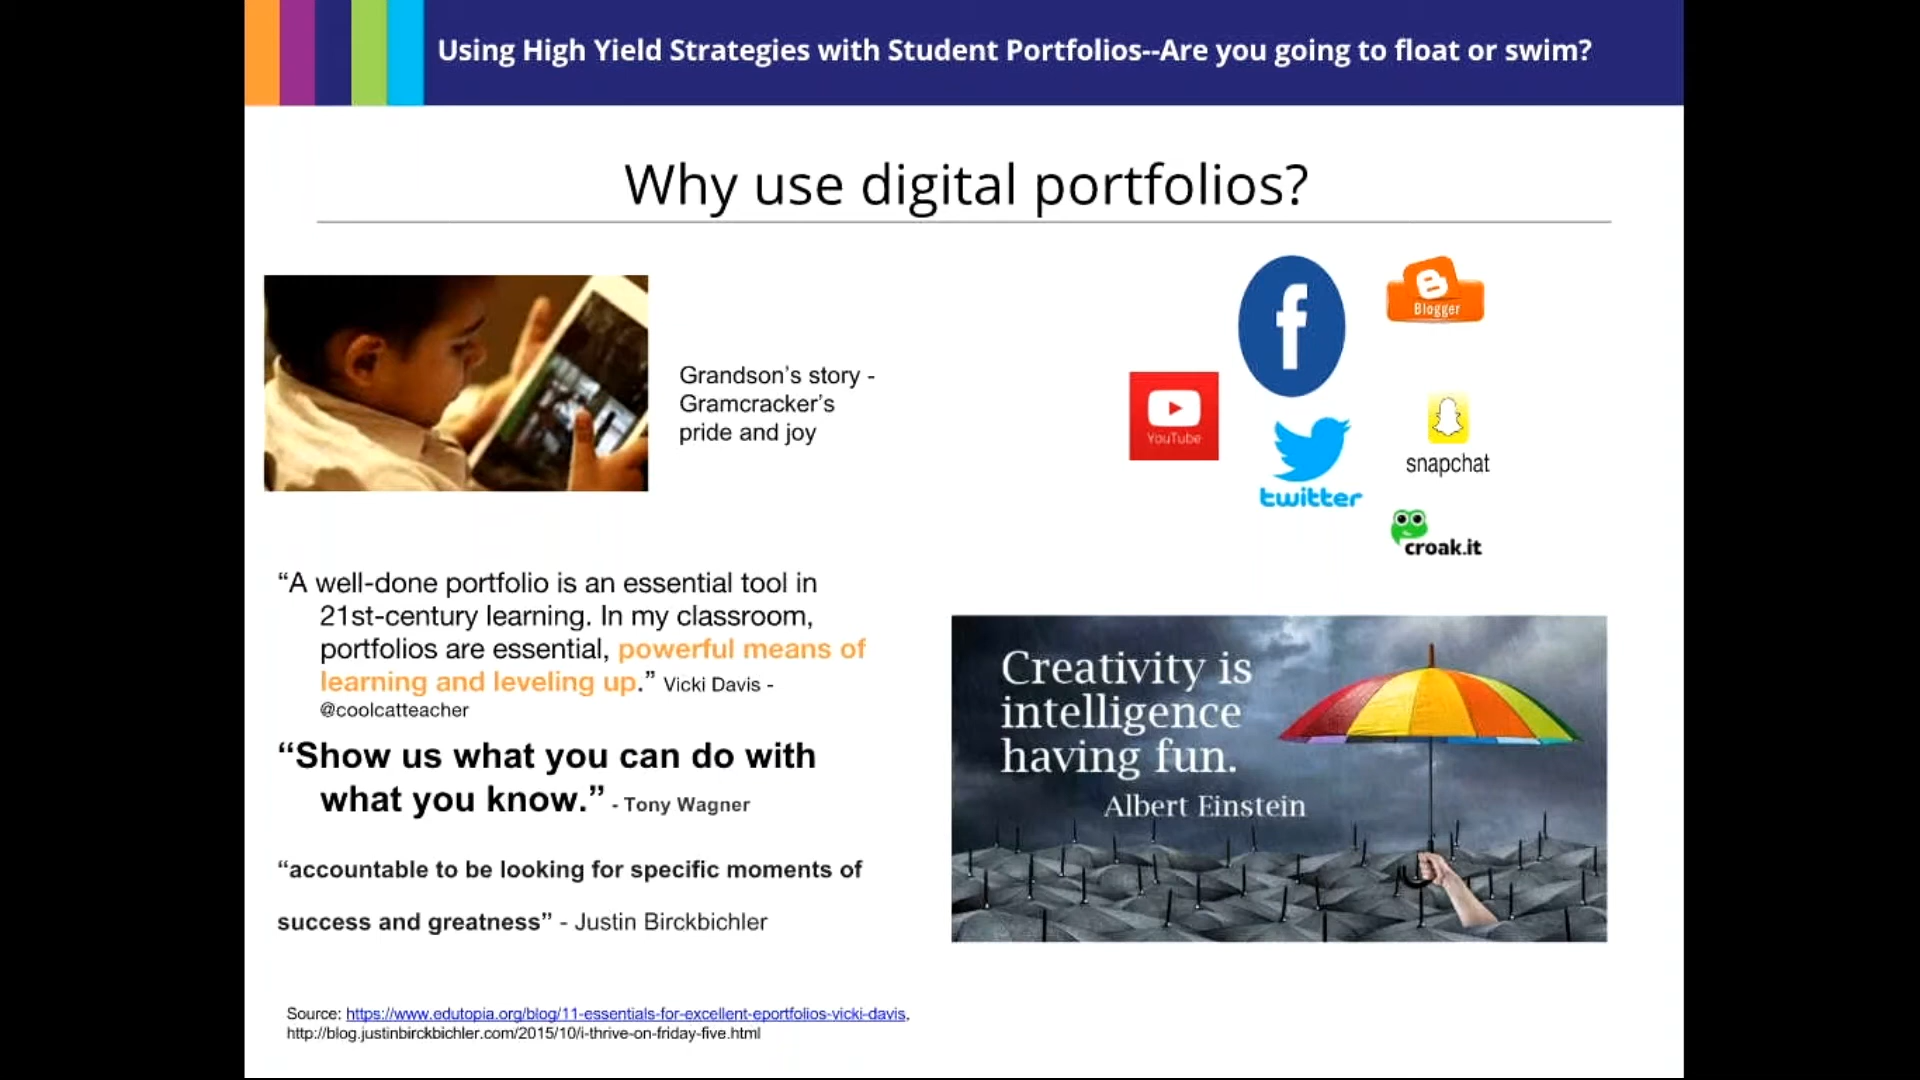 Using High Yield Strategies with Student Portfolios--Are you going to float or swim?
Why use digital portfolios?
Grandson's story -
Gramcracker's
pride and joy
Blogger
YouTube
snapchat
twitter
croak.it
“A well-done portfolio is an essential tool in
21st-century learning. In my classroom,
portfolios are essential, powerful means of
learning and leveling up.” Vicki Davis -
@coolcatteacher
“Show us what you can do with
what you know.” - Tony Wagner
“accountable to be looking for specific moments of
success and greatness” - Justin Birckbichler
Creativity is
intelligence
having fun.
Albert Einstein
Source: https://www.edutopia.org/blog/11-essentials-for-excellent-eportfolios-vicki-davis,
http://blog.justinbirckbichler.com/2015/10/i-thrive-on-friday-five.html